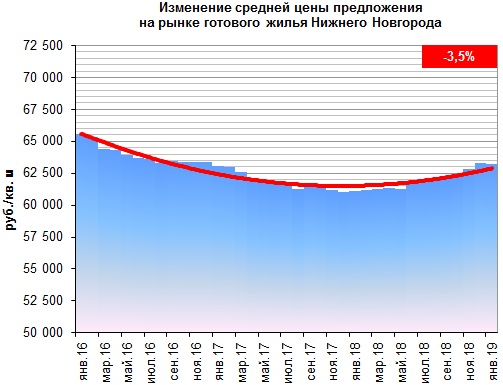 Изменение средней цены предложения
на рынке готового жилья Нижнего Новгорода
-3,5%
руб./кв. м
72 500
70 000
67 500
65 000
62 500
60 000
57 500
55 000
52 500
50 000
янв.16
мар.16
май.16
июл.16
сен.16
ноя.16
янв.17
мар.17
май.17
июл.17
сен.17
ноя.17
янв.18
мар.18
май.18
июл.18
сен.18
ноя.18
янв.19